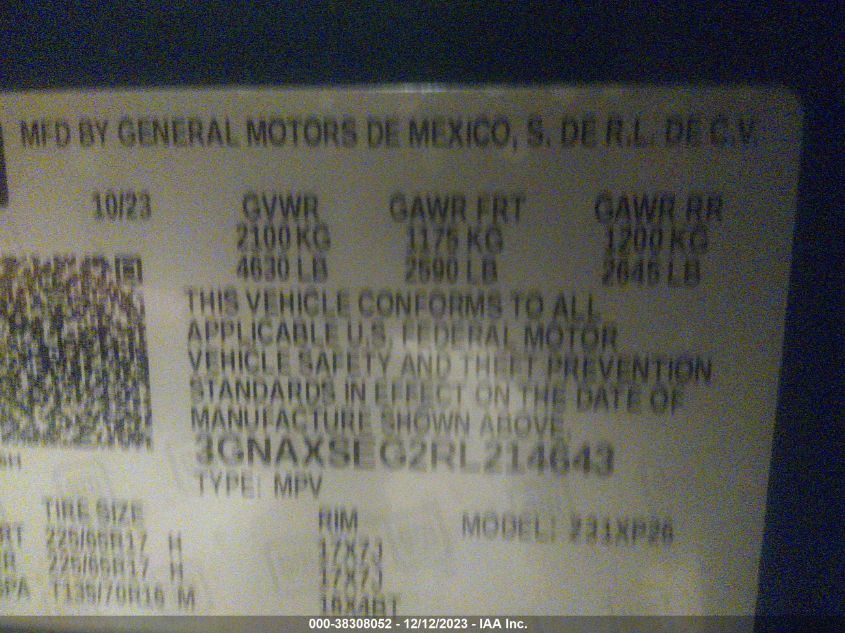 MFD BY GENERAL MOTORS DE MEXICO, S. DE R.L. DE C.V.
10/23 GVWR GAWR FRT GAWR RR
2100 KG 1175 KG 1200 KG
4630 LB 2590 LB 2645 LB
THIS VEHICLE CONFORMS TO ALL
APPLICABLE U.S. FEDERAL MOTOR
VEHICLE SAFETY AND THEFT PREVENTION
STANDARDS IN EFFECT ON THE DATE OF
MANUFACTURE SHOWN ABOVE.
3GNAXSEG2RL214643
TYPE: MPV
TIRE SIZE RIM MODEL:
RT 225/65R17 H 17X7J
R 225/65R17 H 17X7J
SPA T135/70R16 M 16X4BT
000-38308052 - 12/12/2023 - IAA Inc.